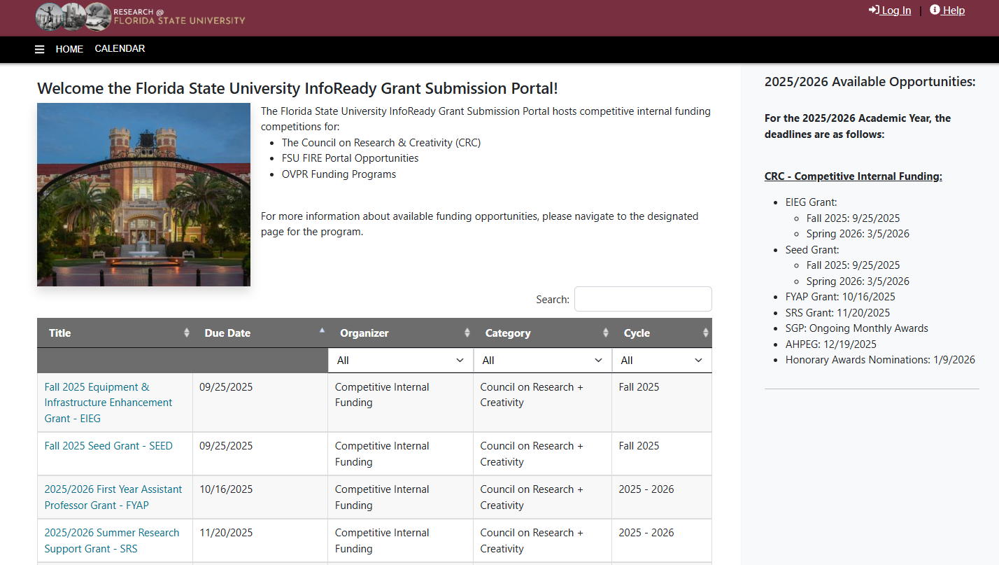 RESEARCH @
FLORIDA STATE UNIVERSITY
Log In | Help
HOME CALENDAR
Welcome the Florida State University InfoReady Grant Submission Portal!
FLORIDA STATE UNIVERSITY
The Florida State University InfoReady Grant Submission Portal hosts competitive internal funding
competitions for:
• The Council on Research & Creativity (CRC)
• FSU FIRE Portal Opportunities
• OVPR Funding Programs
For more information about available funding opportunities, please navigate to the designated
page for the program.
Search:
Title Due Date Organizer Category Cycle
All All All
Fall 2025 Equipment & 09/25/2025 Competitive Internal Council on Research + Fall 2025
Infrastructure Enhancement Funding Creativity
Grant - EIEG
Fall 2025 Seed Grant - SEED 09/25/2025 Competitive Internal Council on Research + Fall 2025
Funding Creativity
2025/2026 First Year Assistant 10/16/2025 Competitive Internal Council on Research + 2025 - 2026
Professor Grant - FYAP Funding Creativity
2025/2026 Summer Research 11/20/2025 Competitive Internal Council on Research + 2025 - 2026
Support Grant - SRS Funding Creativity
2025/2026 Available Opportunities:
For the 2025/2026 Academic Year, the
deadlines are as follows:
CRC - Competitive Internal Funding:
• EIEG Grant:
◦ Fall 2025: 9/25/2025
◦ Spring 2026: 3/5/2026
• Seed Grant:
◦ Fall 2025: 9/25/2025
◦ Spring 2026: 3/5/2026
• FYAP Grant: 10/16/2025
• SRS Grant: 11/20/2025
• SGP: Ongoing Monthly Awards
• AHPEG: 12/19/2025
• Honorary Awards Nominations: 1/9/2026